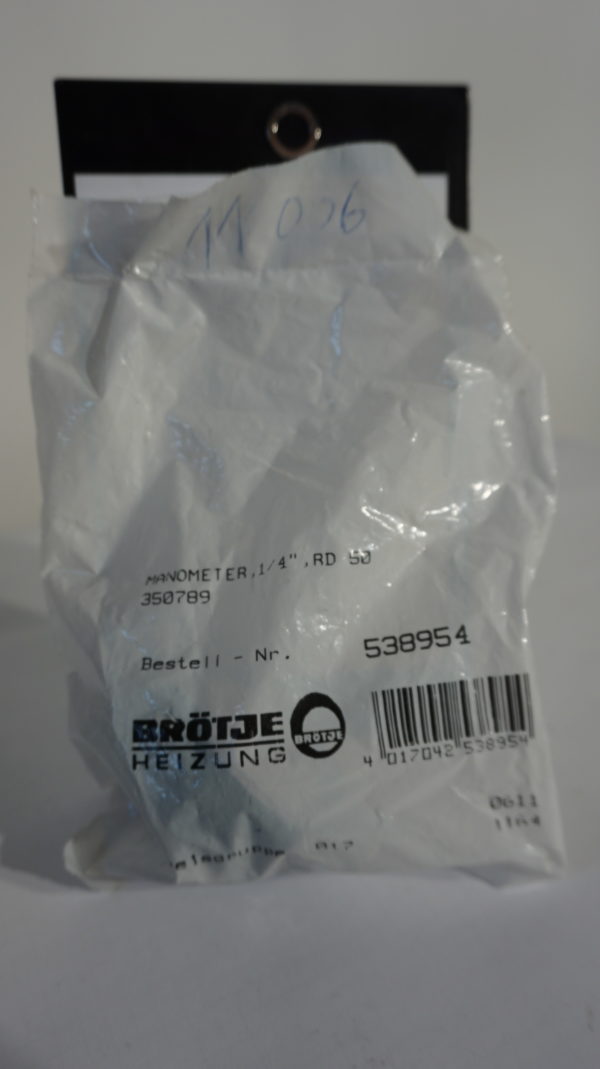 11 006
MANOMETER,1/4",RD 50
350789
Bestell - Nr. 538954
BRÖTJE
HEIZUNG
BRÖTJE
4 017042 538954
0611
1164
017